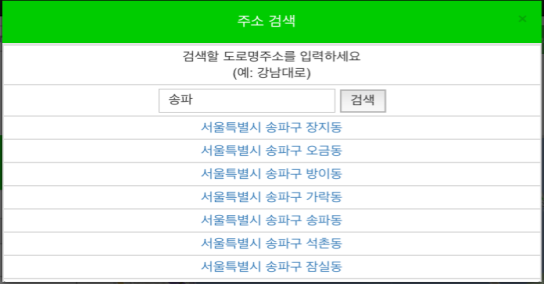 주소 검색
×
검색할 도로명주소를 입력하세요
(예: 강남대로)
송파 검색
서울특별시 송파구 장지동
서울특별시 송파구 오금동
서울특별시 송파구 방이동
서울특별시 송파구 가락동
서울특별시 송파구 송파동
서울특별시 송파구 석촌동
서울특별시 송파구 잠실동